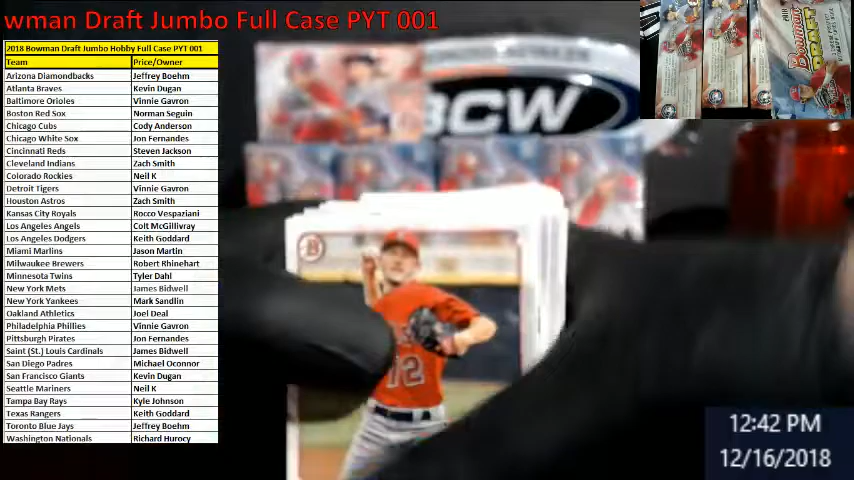 wman Draft Jumbo Full Case PYT 001
2018 Bowman Draft Jumbo Hobby Full Case PYT 001
Team Price/Owner
Arizona Diamondbacks Jeffrey Boehm
Atlanta Braves Kevin Dugan
Baltimore Orioles Vinnie Gavron
Boston Red Sox Norman Seguin
Chicago Cubs Cody Anderson
Chicago White Sox Jon Fernandes
Cincinnati Reds Steven Jackson
Cleveland Indians Zach Smith
Colorado Rockies Neil K
Detroit Tigers Vinnie Gavron
Houston Astros Zach Smith
Kansas City Royals Rocco Vespaziani
Los Angeles Angels Colt McGillivray
Los Angeles Dodgers Keith Goddard
Miami Marlins Jason Martin
Milwaukee Brewers Robert Rhinehart
Minnesota Twins Tyler Dahl
New York Mets James Bidwell
New York Yankees Mark Sandlin
Oakland Athletics Joel Deal
Philadelphia Phillies Vinnie Gavron
Pittsburgh Pirates Jon Fernandes
Saint (St.) Louis Cardinals James Bidwell
San Diego Padres Michael Oconnor
San Francisco Giants Kevin Dugan
Seattle Mariners Neil K
Tampa Bay Rays Kyle Johnson
Texas Rangers Keith Goddard
Toronto Blue Jays Jeffrey Boehm
Washington Nationals Richard Hurocy
BCW
Bowman
DRAFT
12
12:42 PM
12/16/2018